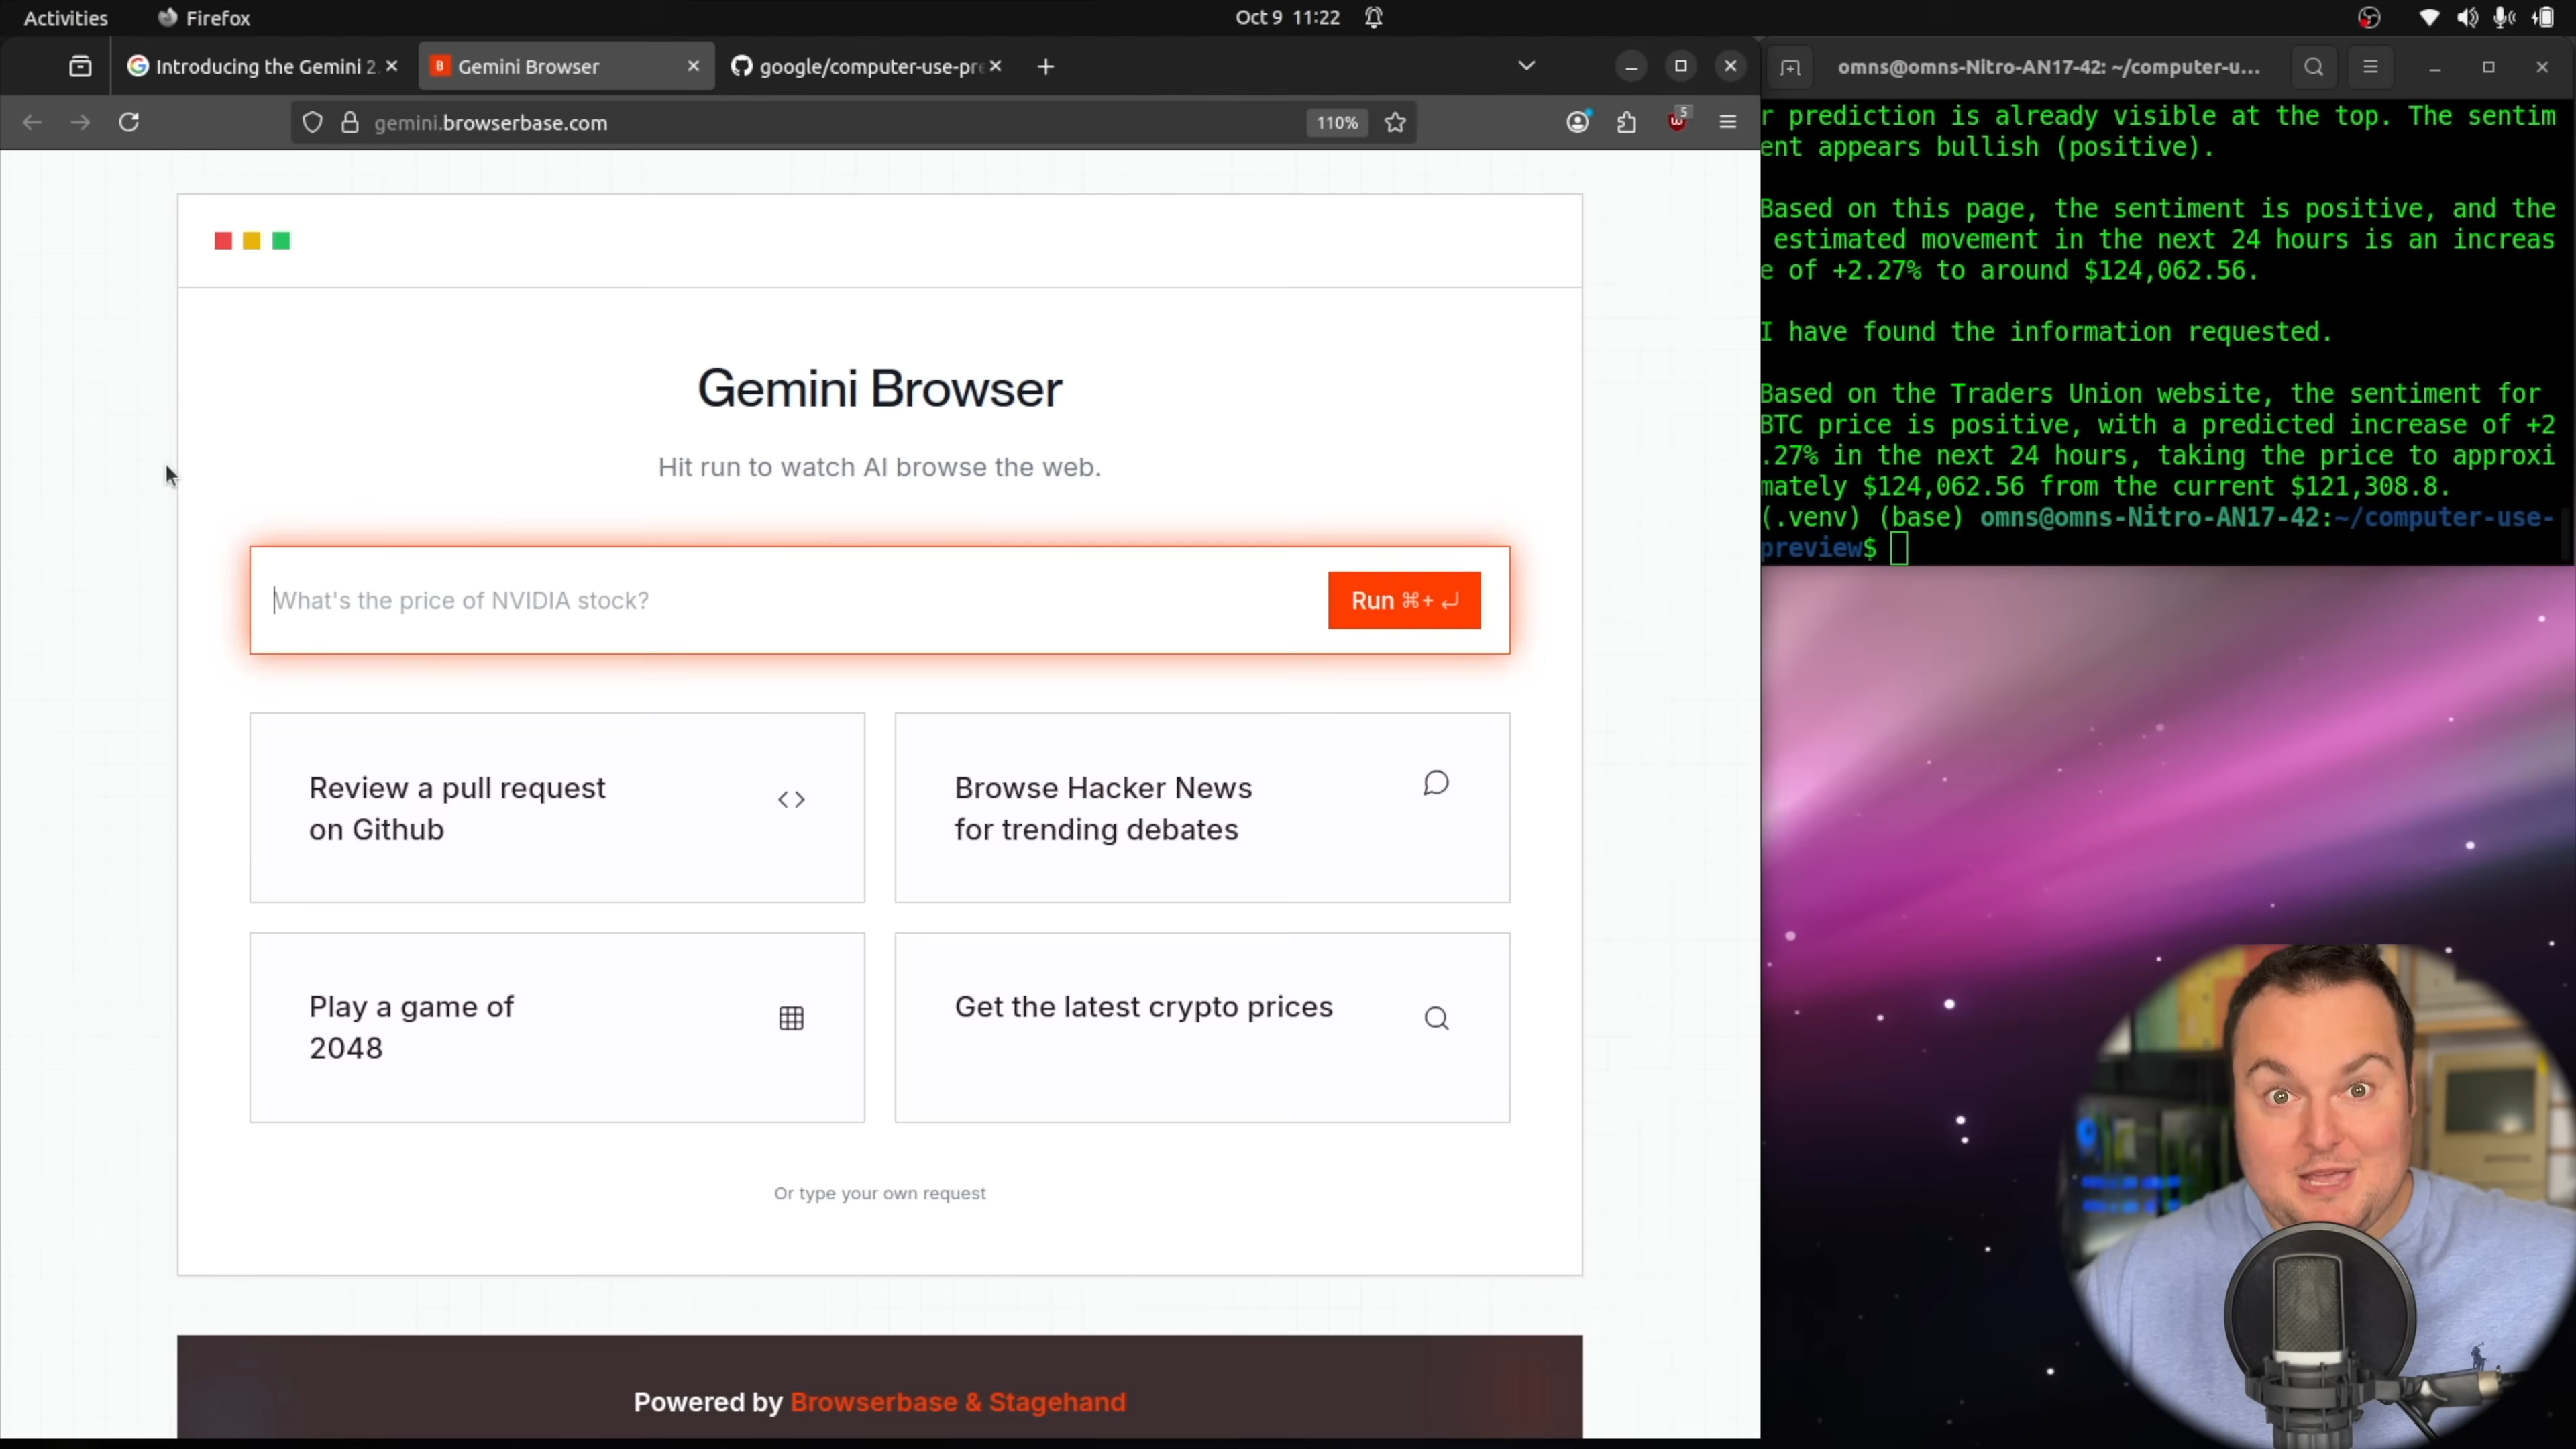 Activities
Firefox
Oct 9 11:22
Introducing the Gemini 2.
Gemini Browser
google/computer-use-pre
omns@omns-Nitro-AN17-42: ~/computer-u...
gemini.browserbase.com
110%
5
Gemini Browser
Hit run to watch AI browse the web.
What's the price of NVIDIA stock?
Run ⌘+ ↵
Review a pull request
on Github
Browse Hacker News
for trending debates
Play a game of
2048
Get the latest crypto prices
Or type your own request
Powered by Browserbase & Stagehand
r prediction is already visible at the top. The sentim
ent appears bullish (positive).
Based on this page, the sentiment is positive, and the
estimated movement in the next 24 hours is an increas
e of +2.27% to around $124,062.56.
I have found the information requested.
Based on the Traders Union website, the sentiment for
BTC price is positive, with a predicted increase of +2
.27% in the next 24 hours, taking the price to approxi
mately $124,062.56 from the current $121,308.8.
(.venv) (base) omns@omns-Nitro-AN17-42:~/computer-use-
preview$